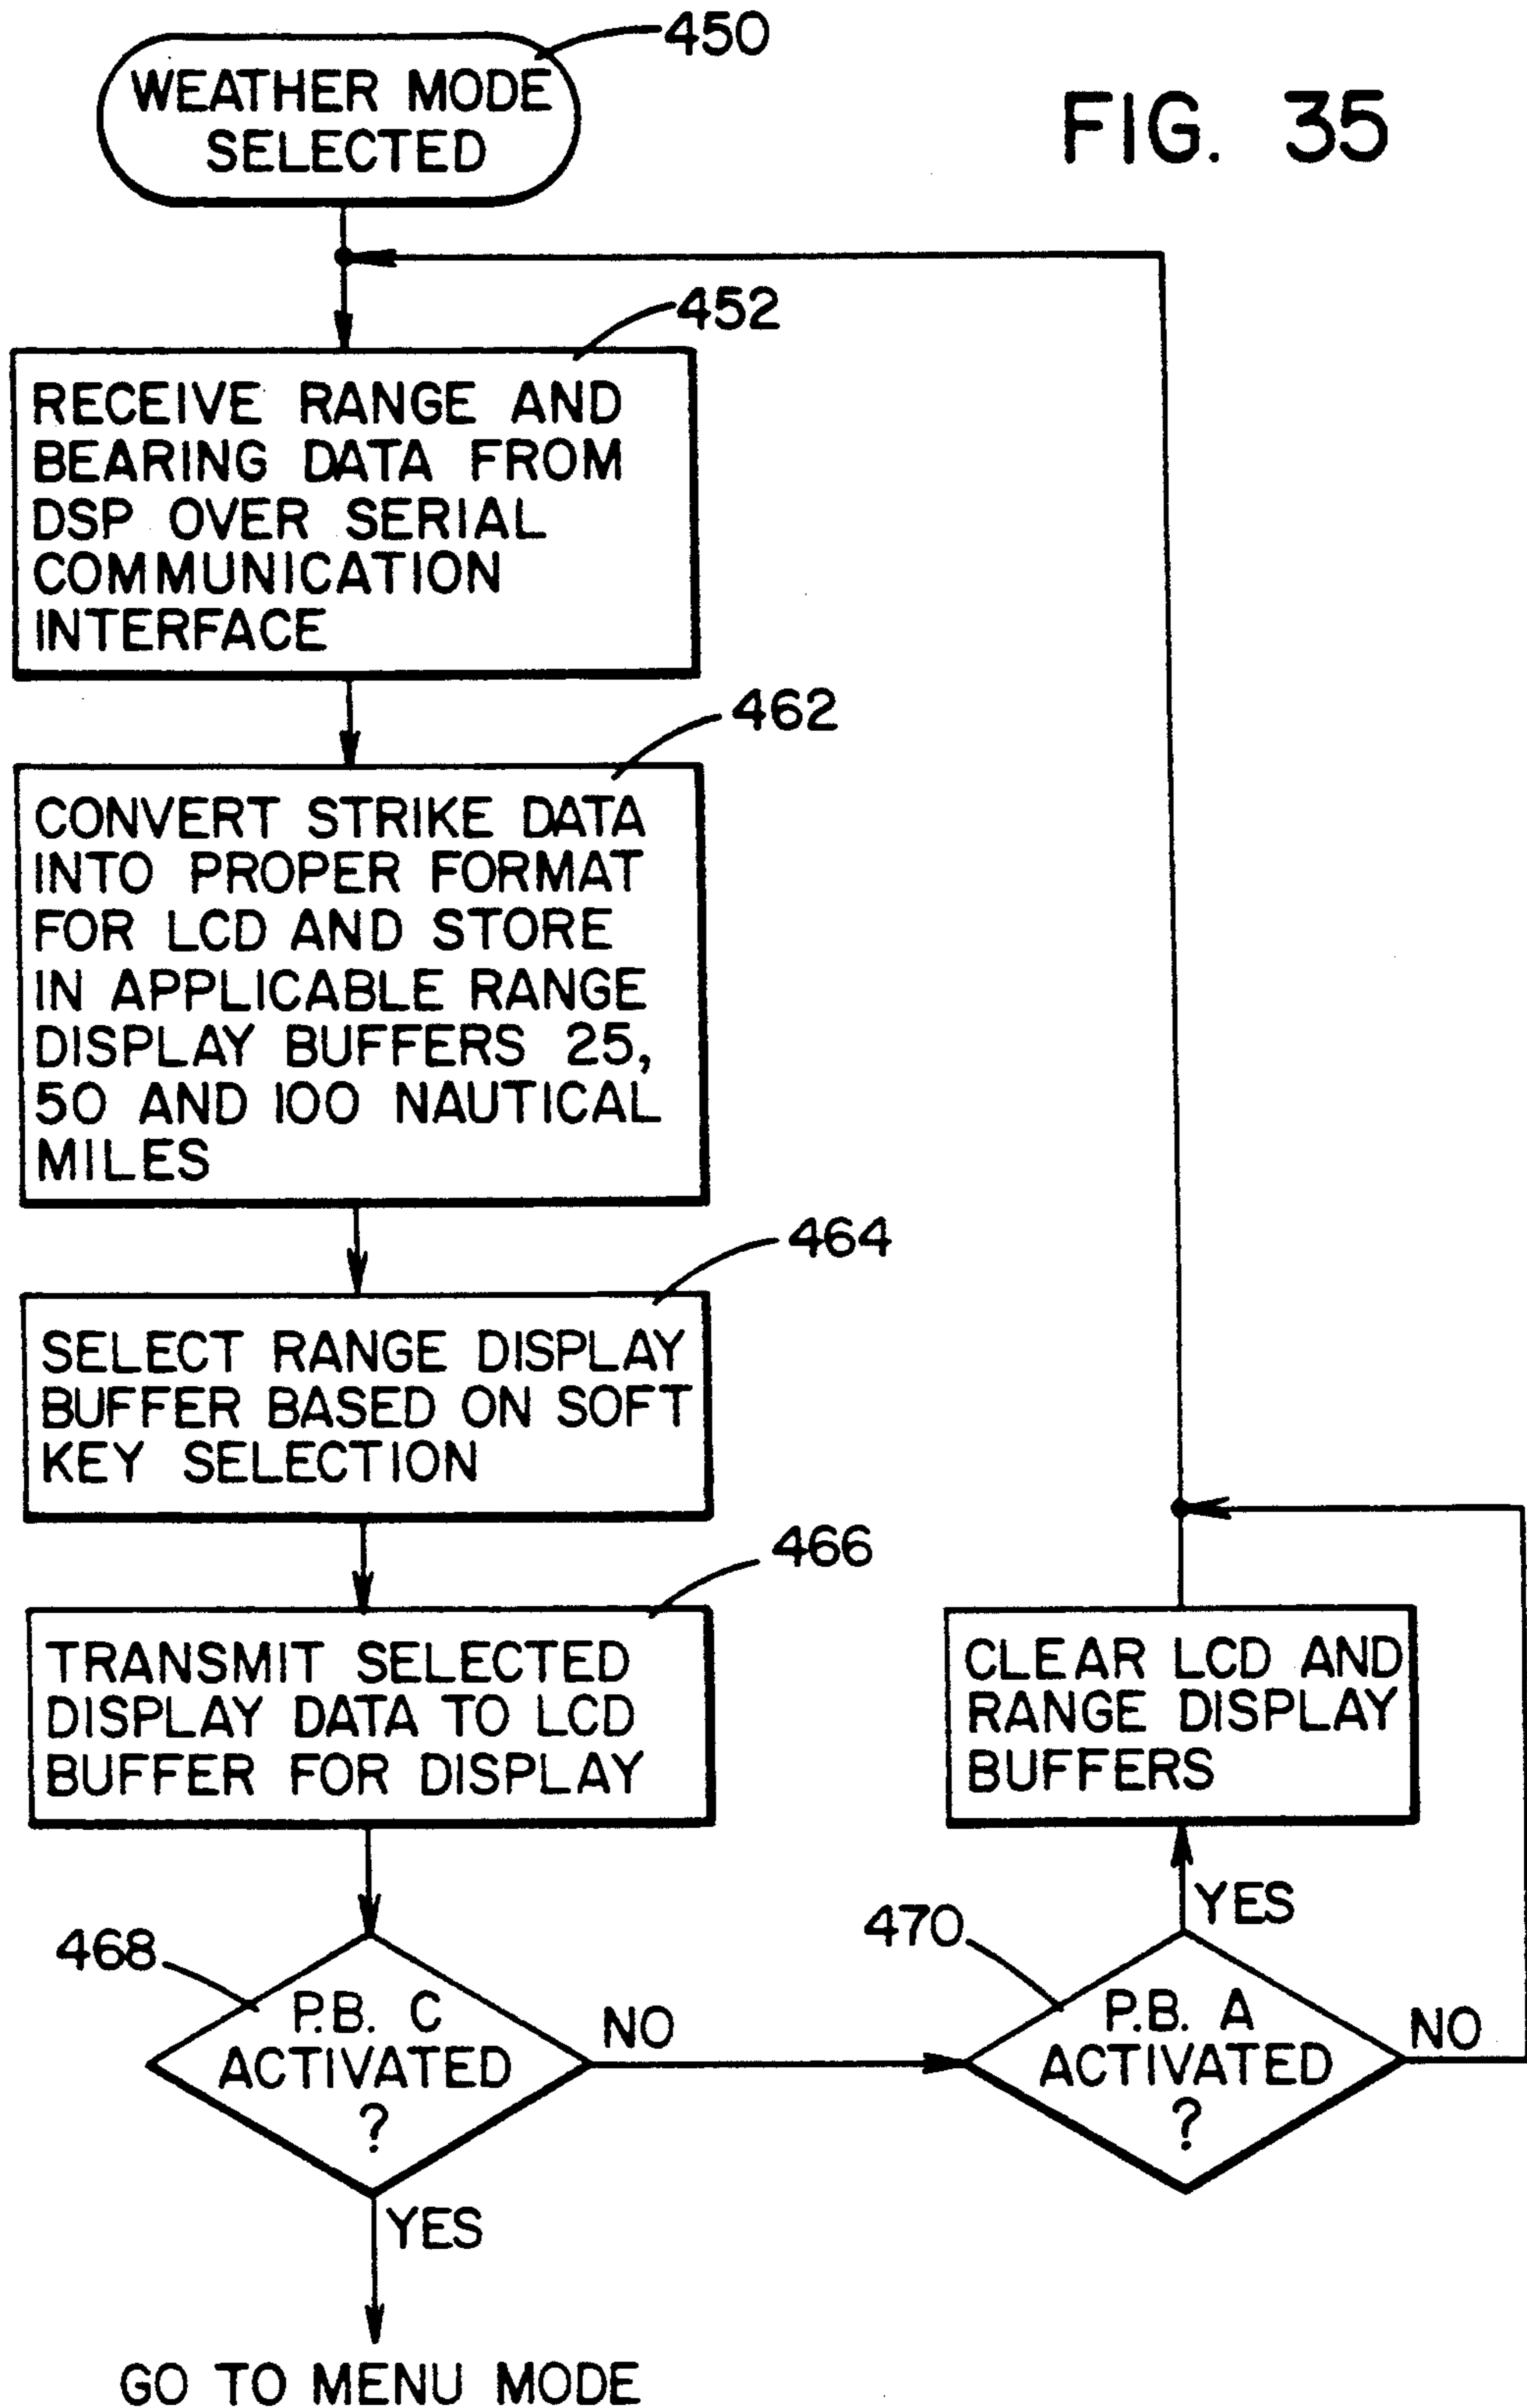 450
WEATHER MODE
SELECTED
FIG. 35
452
RECEIVE RANGE AND
BEARING DATA FROM
DSP OVER SERIAL
COMMUNICATION
INTERFACE
462
CONVERT STRIKE DATA
INTO PROPER FORMAT
FOR LCD AND STORE
IN APPLICABLE RANGE
DISPLAY BUFFERS 25,
50 AND 100 NAUTICAL
MILES
464
SELECT RANGE DISPLAY
BUFFER BASED ON SOFT
KEY SELECTION
466
TRANSMIT SELECTED
DISPLAY DATA TO LCD
BUFFER FOR DISPLAY
CLEAR LCD AND
RANGE DISPLAY
BUFFERS
YES
468
P.B. C
ACTIVATED
?
NO
470
P.B. A
ACTIVATED
?
NO
YES
GO TO MENU MODE